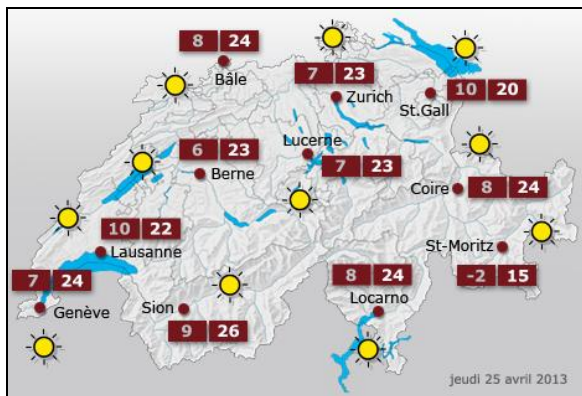 8 24
Bâle
7 23
Zurich
10 20
St.Gall
Lucerne
7 23
6 23
Berne
Coire
8 24
10 22
Lausanne
St-Moritz
-2 15
7 24
Genève
Sion
9 26
8 24
Locarno
jeudi 25 avril 2013